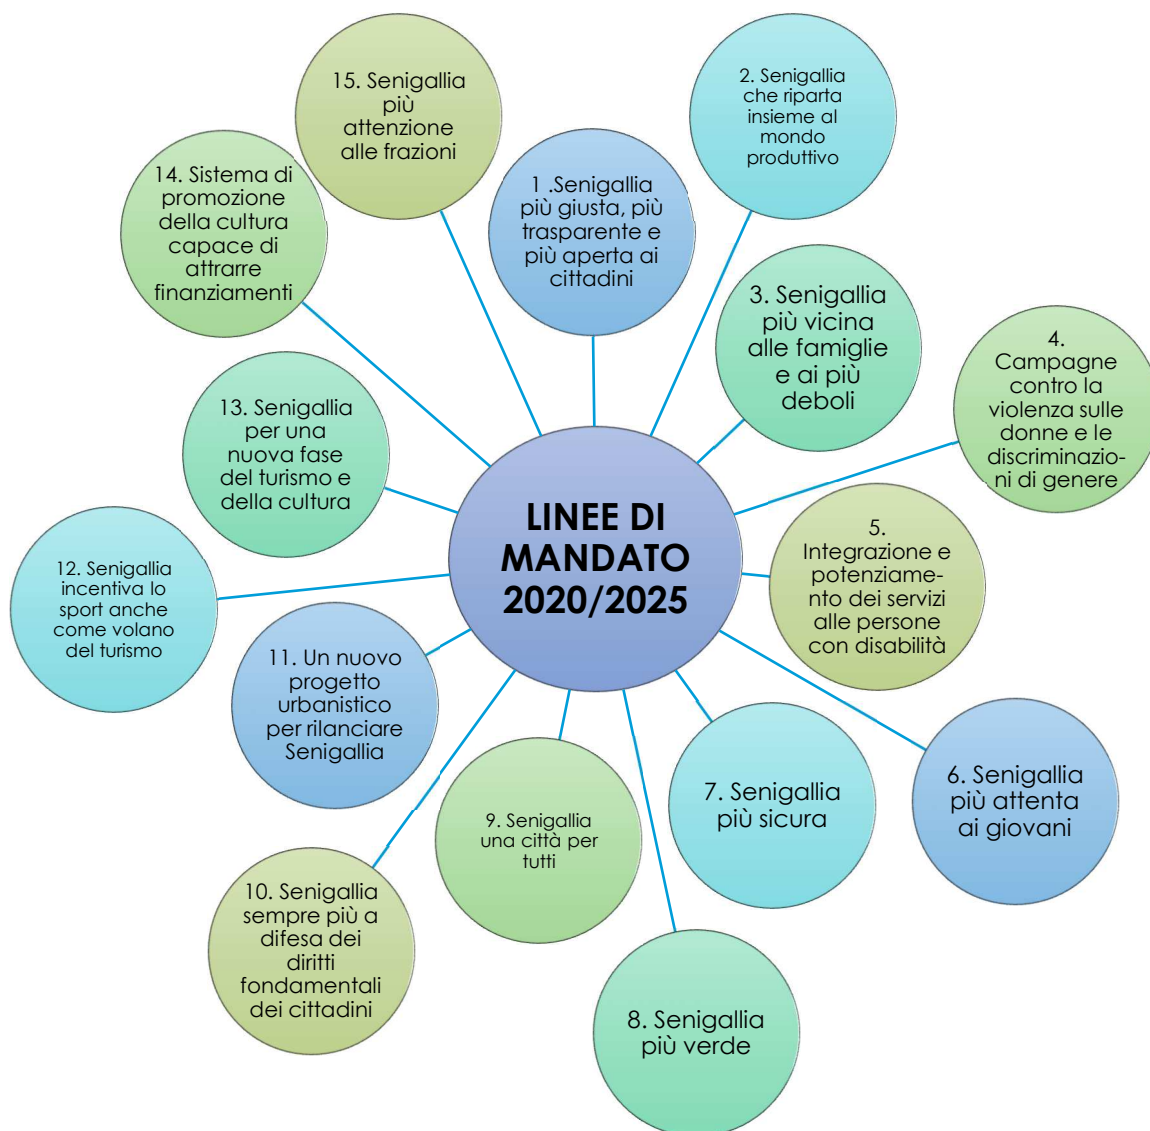 LINEE DI
MANDATO
2020/2025
1 .Senigallia
più giusta, più
trasparente e
più aperta ai
cittadini
2. Senigallia
che riparta
insieme al
mondo
produttivo
3. Senigallia
più vicina
alle famiglie
e ai più
deboli
4.
Campagne
contro la
violenza sulle
donne e le
discriminazio-
ni di genere
5.
Integrazione e
potenziame-
nto dei servizi
alle persone
con disabilità
6. Senigallia
più attenta
ai giovani
7. Senigallia
più sicura
8. Senigallia
più verde
9. Senigallia
una città per
tutti
10. Senigallia
sempre più a
difesa dei
diritti
fondamentali
dei cittadini
11. Un nuovo
progetto
urbanistico
per rilanciare
Senigallia
12. Senigallia
incentiva lo
sport anche
come volano
del turismo
13. Senigallia
per una
nuova fase
del turismo e
della cultura
14. Sistema di
promozione
della cultura
capace di
attrarre
finanziamenti
15. Senigallia
più
attenzione
alle frazioni